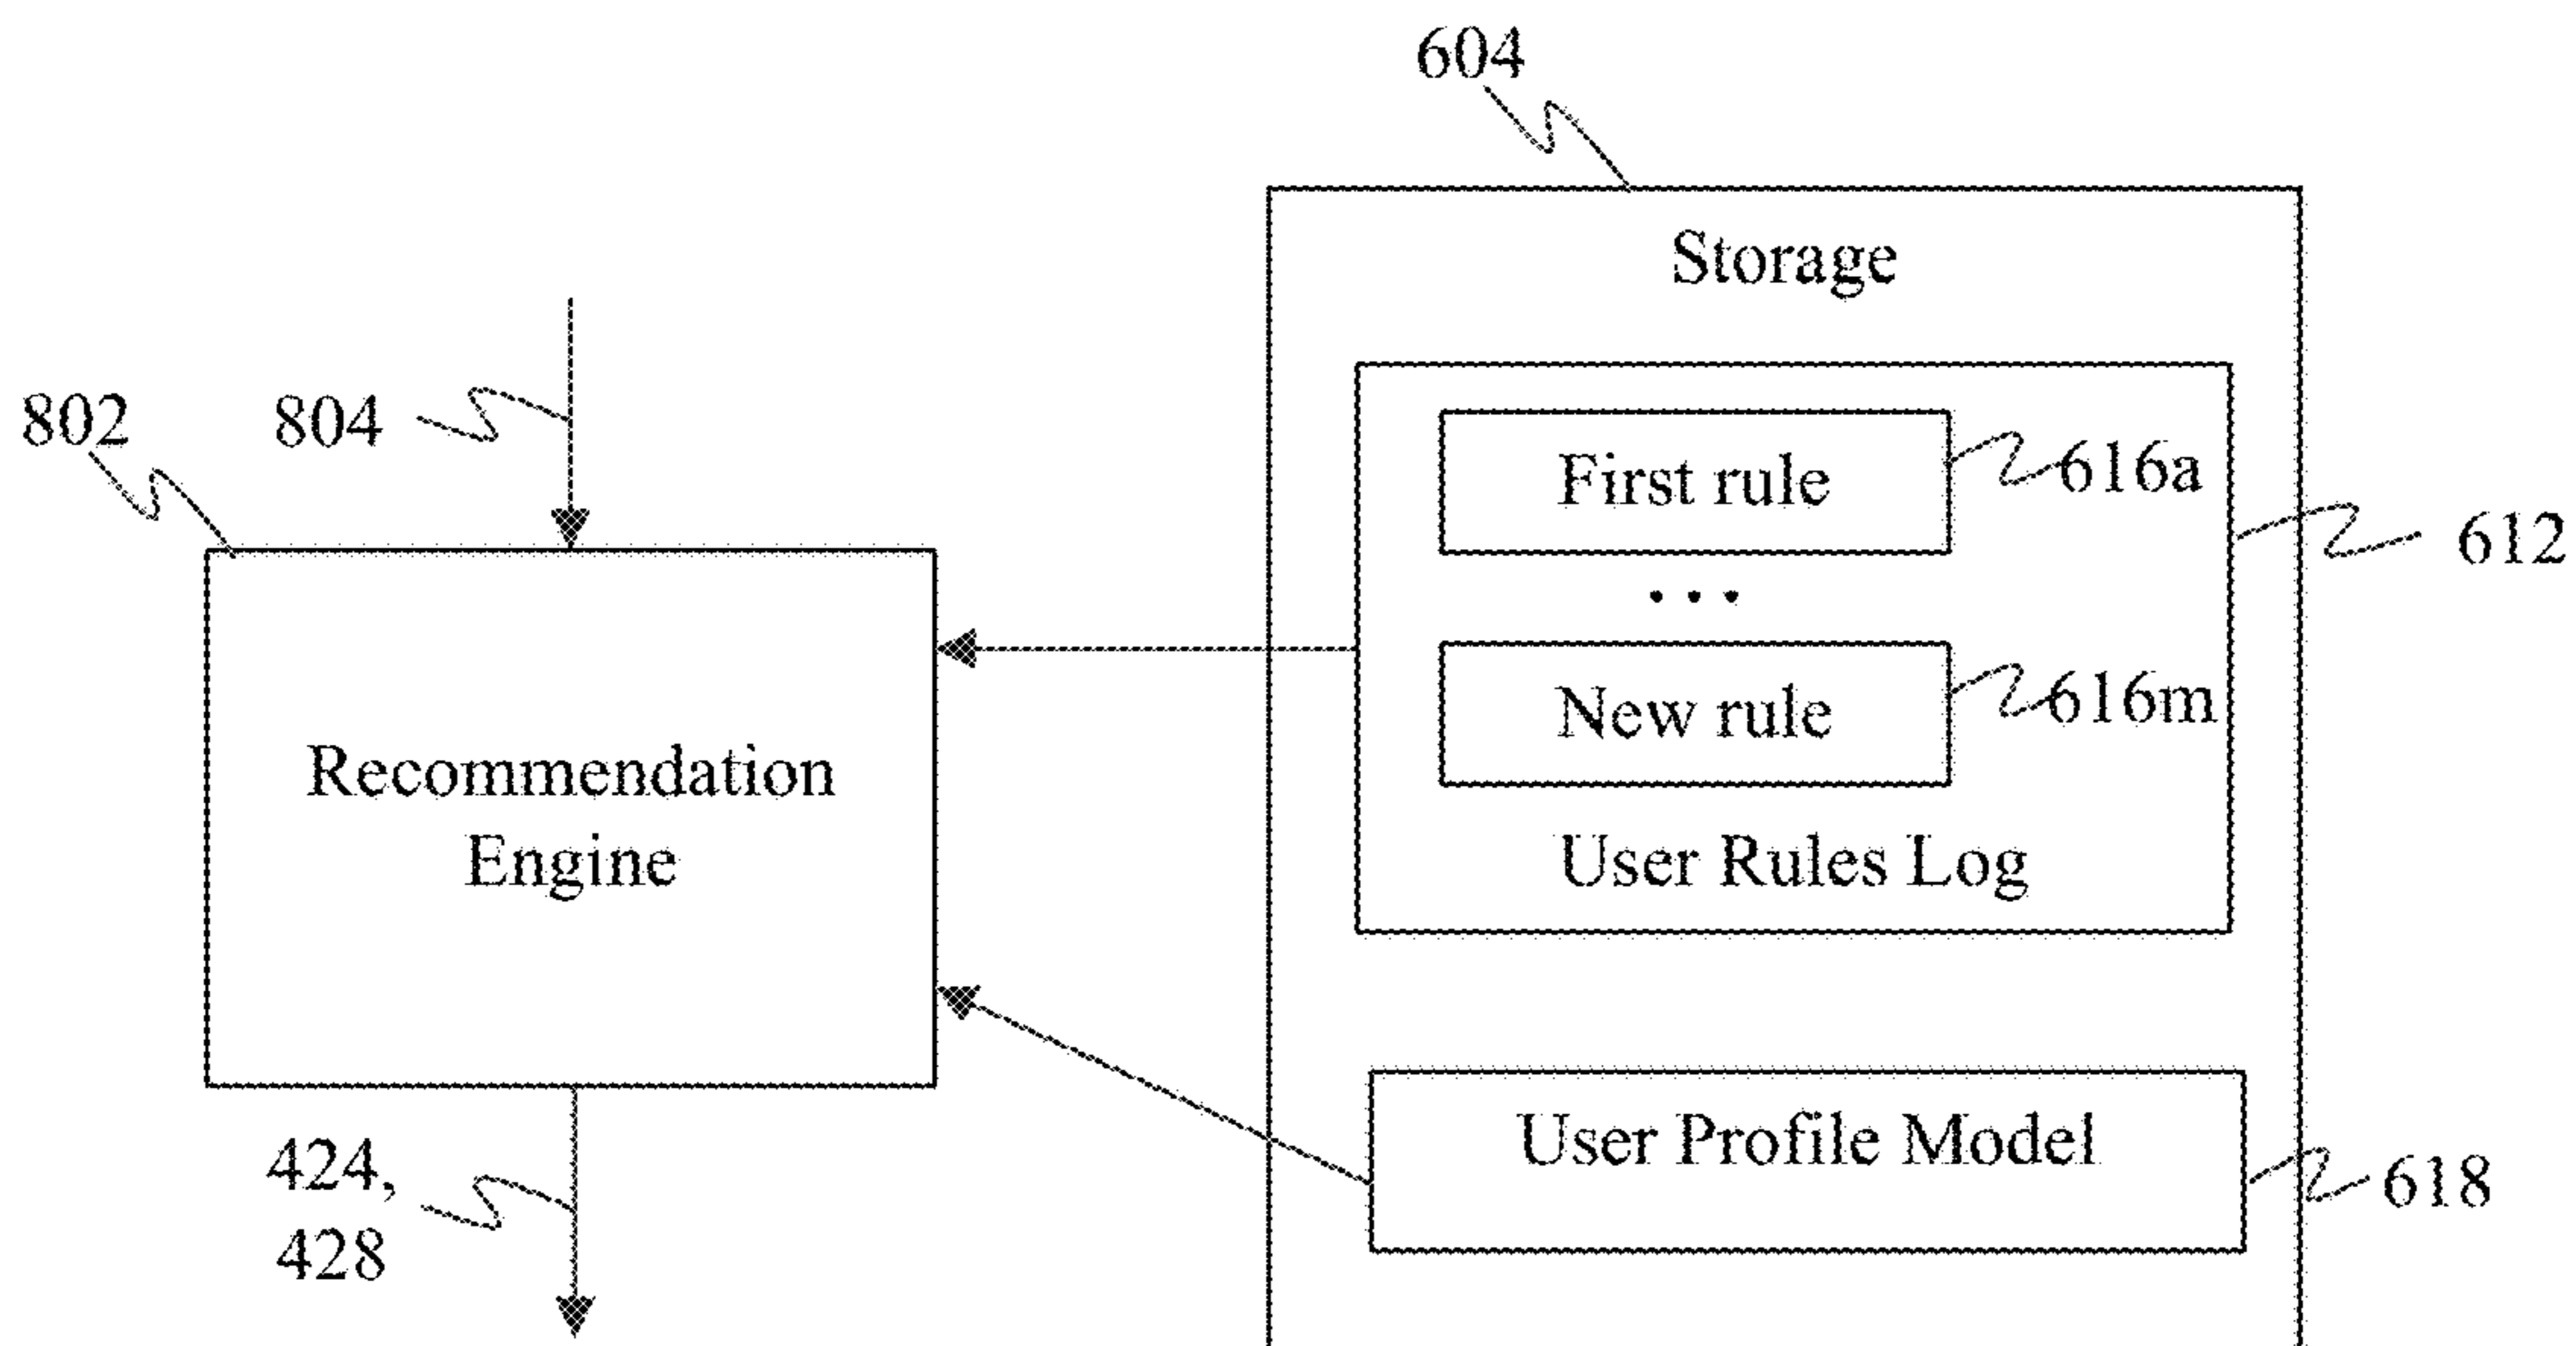 604
Storage
802
804
First rule
616a
612
. . .
New rule
616m
Recommendation
Engine
User Rules Log
User Profile Model
424,
428
618